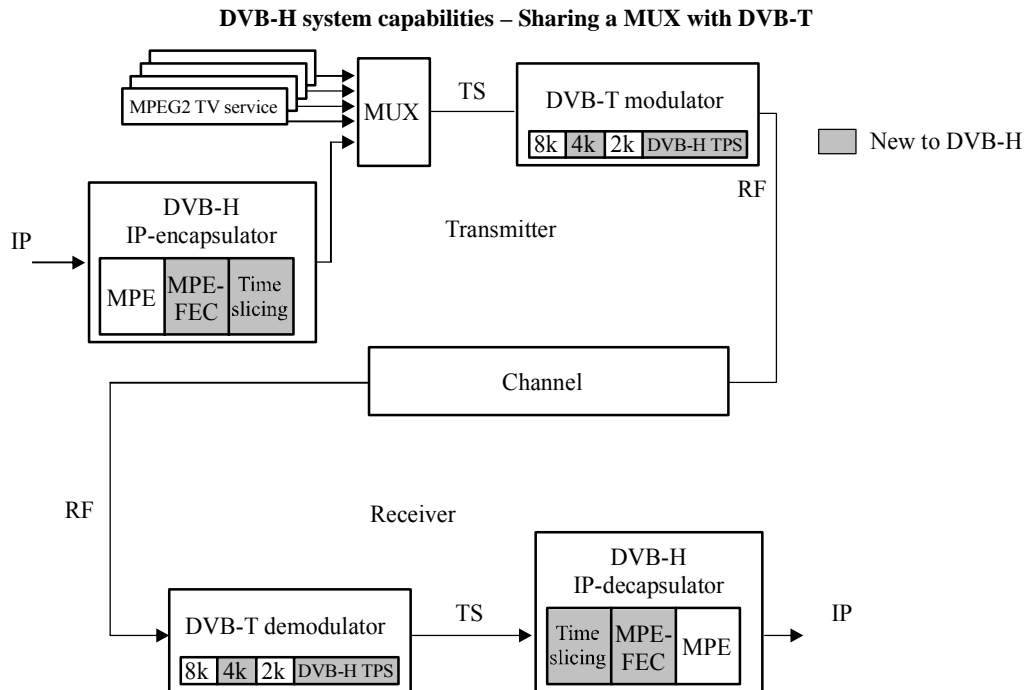 DVB-H system capabilities – Sharing a MUX with DVB-T
MPEG2 TV service
MUX
TS
DVB-T modulator
8k 4k 2k DVB-H TPS
New to DVB-H
RF
DVB-H
IP-encapsulator
IP
MPE
MPE-
FEC
Time
slicing
Transmitter
Channel
RF
Receiver
DVB-T demodulator
8k 4k 2k DVB-H TPS
TS
DVB-H
IP-decapsulator
Time
slicing
MPE-
FEC
MPE
IP